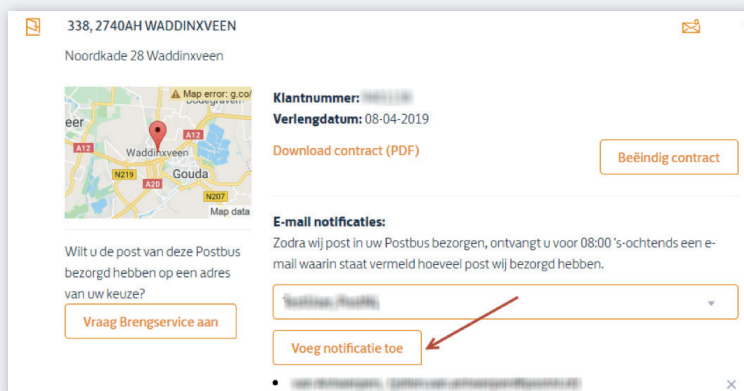 338, 2740AH WADDINXVEEN
Noordkade 28 Waddinxveen
Map error: g.co/
eer
A12
A12
Waddinxveen
N219
Gouda
A20
N207
Map data
Klantnummer:
Verlengdatum: 08-04-2019
Download contract (PDF)
Beëindig contract
Wilt u de post van deze Postbus
bezorgd hebben op een adres
van uw keuze?
Vraag Brengservice aan
E-mail notificaties:
Zodra wij post in uw Postbus bezorgen, ontvangt u voor 08:00 's-ochtends een e-
mail waarin staat vermeld hoeveel post wij bezorgd hebben.
Voeg notificatie toe